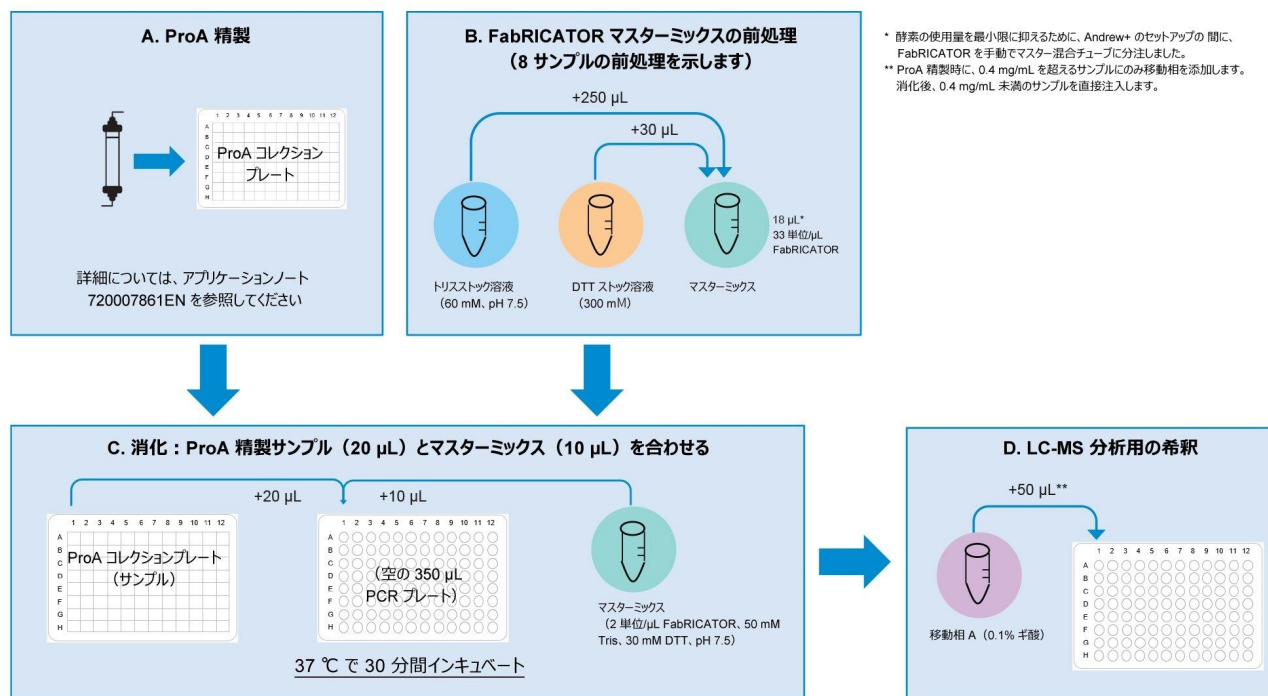 A. ProA 精製
1 2 3 4 5 6 7 8 9 10 11 12
A
B
C
D
E
F
G
H
ProA コレクション
プレート
詳細については、アプリケーションノート
720007861EN を参照してください
B. FabRICATOR マスターミックスの前処理
(8 サンプルの前処理を示します)
+250 µL
+30 µL
18 µL*
33 単位/µL
FabRICATOR
トリスストック溶液
(60 mM、pH 7.5)
DTT ストック溶液
(300 mM)
マスターミックス
* 酵素の使用量を最小限に抑えるために、Andrew+ のセットアップの 間に、
FabRICATOR を手動でマスター混合チューブに分注しました。
** ProA 精製時に、0.4 mg/mL を超えるサンプルにのみ移動相を添加します。
消化後、0.4 mg/mL 未満のサンプルを直接注入します。
C. 消化：ProA 精製サンプル（20 µL）とマスターミックス（10 µL）を合わせる
+20 µL
+10 µL
1 2 3 4 5 6 7 8 9 10 11 12
A
B
C
D
E
F
G
H
ProA コレクションプレート
（サンプル）
1 2 3 4 5 6 7 8 9 10 11 12
A
B
C
D
E
F
G
H
（空の 350 µL
PCR プレート）
マスターミックス
（2 単位/µL FabRICATOR、50 mM
Tris、30 mM DTT、pH 7.5）
37 ℃ で 30 分間インキュベート
D. LC-MS 分析用の希釈
+50 µL**
1 2 3 4 5 6 7 8 9 10 11 12
A
B
C
D
E
F
G
H
移動相 A（0.1% ギ酸）